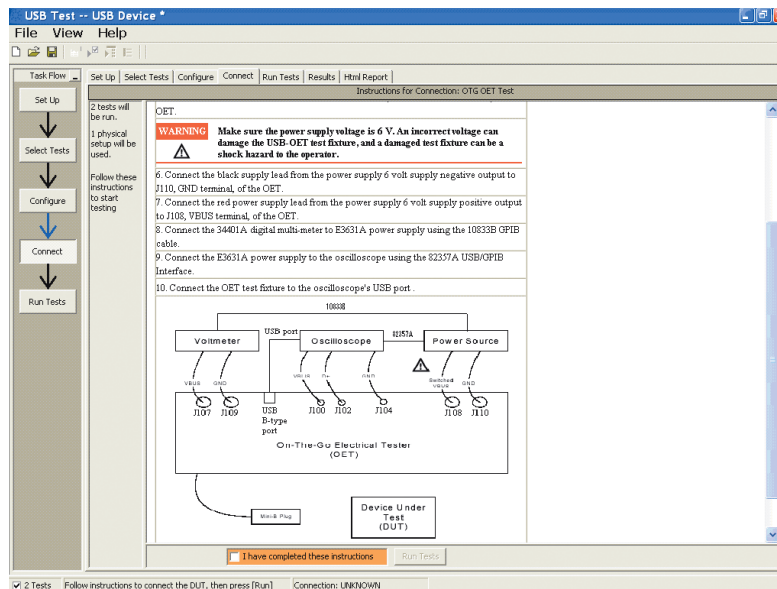 USB Test -- USB Device *
File View Help
Task Flow
Set Up
Select Tests
Configure
Connect
Run Tests
Set Up Select Tests Configure Connect Run Tests Results Html Report
Instructions for Connection: OTG OET Test
2 tests will
be run.
1 physical
setup will be
used.
Follow these
instructions
to start
testing
OET.
WARNING
Make sure the power supply voltage is 6 V. An incorrect voltage can
damage the USB-OET test fixture, and a damaged test fixture can be a
shock hazard to the operator.
6. Connect the black supply lead from the power supply 6 volt supply negative output to
J110, GND terminal, of the OET.
7. Connect the red power supply lead from the power supply 6 volt supply positive output
to J108, VBUS terminal, of the OET.
8. Connect the 34401A digital multi-meter to E3631A power supply using the 10833B GPIB
cable.
9. Connect the E3631A power supply to the oscilloscope using the 82357A USB/GPIB
Interface.
10. Connect the OET test fixture to the oscilloscope's USB port .
10833B
Voltmeter
USB port
Oscilloscope
82357A
Power Source
VBUS
GND
VBUS
D+
GND
Switched
VBUS
GND
J107
J109
USB
B-type
port
J100
J102
J104
J108
J110
On-The-Go Electrical Tester
(OET)
Mini-B Plug
Device Under
Test
(DUT)
I have completed these instructions
Run Tests
2 Tests
Follow instructions to connect the DUT, then press [Run]
Connection: UNKNOWN